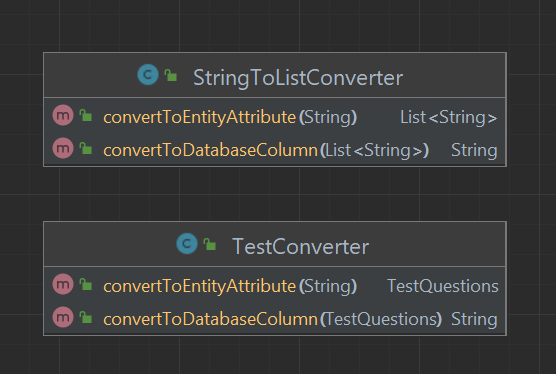 C StringToListConverter
m convertToEntityAttribute(String) List<String>
m convertToDatabaseColumn(List<String>) String
C TestConverter
m convertToEntityAttribute(String) TestQuestions
m convertToDatabaseColumn(TestQuestions) String